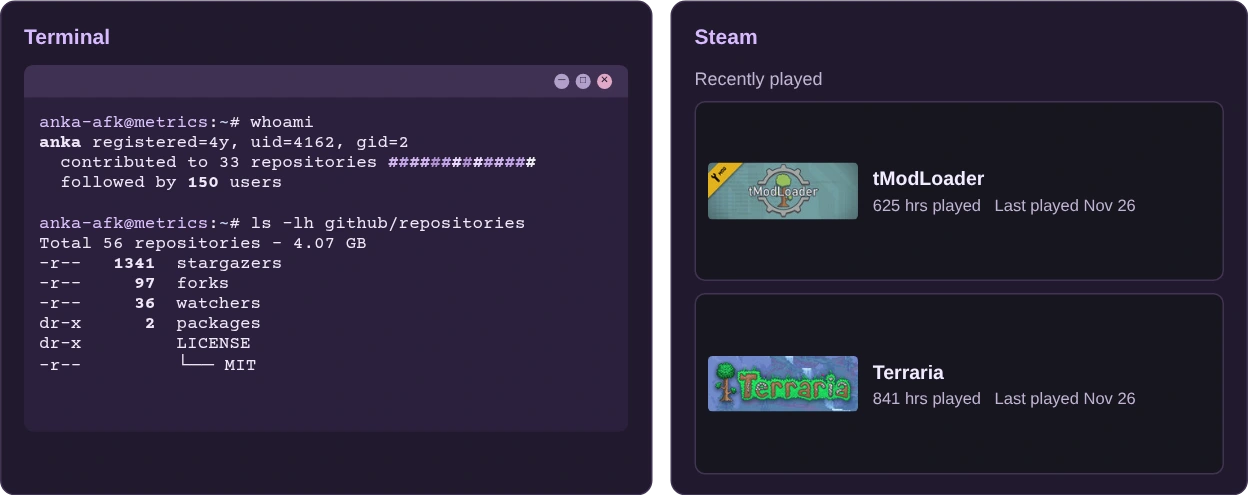 Terminal
anka-afk@metrics:~# whoami
anka registered=4y, uid=4162, gid=2
contributed to 33 repositories ##############
followed by 150 users
anka-afk@metrics:~# ls -lh github/repositories
Total 56 repositories - 4.07 GB
-r-- 1341 stargazers
-r-- 97 forks
-r-- 36 watchers
dr-x 2 packages
dr-x LICENSE
-r-- └── MIT
Steam
Recently played
tModLoader
tModLoader
625 hrs played Last played Nov 26
Terraria
Terraria
841 hrs played Last played Nov 26